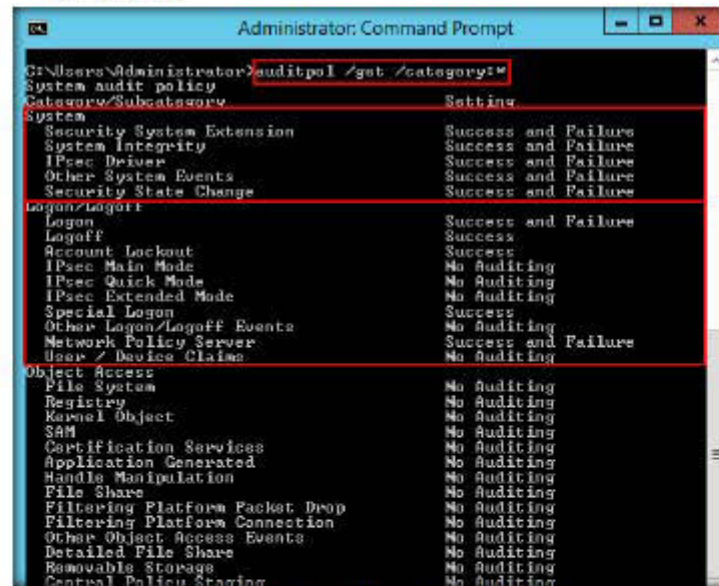 Administrator: Command Prompt
C:\Users\Administrator>auditpol /get /category:*
System audit policy
Category/Subcategory Setting
System
Security System Extension Success and Failure
System Integrity Success and Failure
IPsec Driver Success and Failure
Other System Events Success and Failure
Security State Change Success and Failure
Logon/Logoff
Logon Success and Failure
Logoff Success
Account Lockout Success
IPsec Main Mode No Auditing
IPsec Quick Mode No Auditing
IPsec Extended Mode No Auditing
Special Logon Success
Other Logon/Logoff Events No Auditing
Network Policy Server Success and Failure
User / Device Claims No Auditing
Object Access
File System No Auditing
Registry No Auditing
Kernel Object No Auditing
SAM No Auditing
Certification Services No Auditing
Application Generated No Auditing
Handle Manipulation No Auditing
File Share No Auditing
Filtering Platform Packet Drop No Auditing
Filtering Platform Connection No Auditing
Other Object Access Events No Auditing
Detailed File Share No Auditing
Removable Storage No Auditing
Central Policy Staging No Auditing